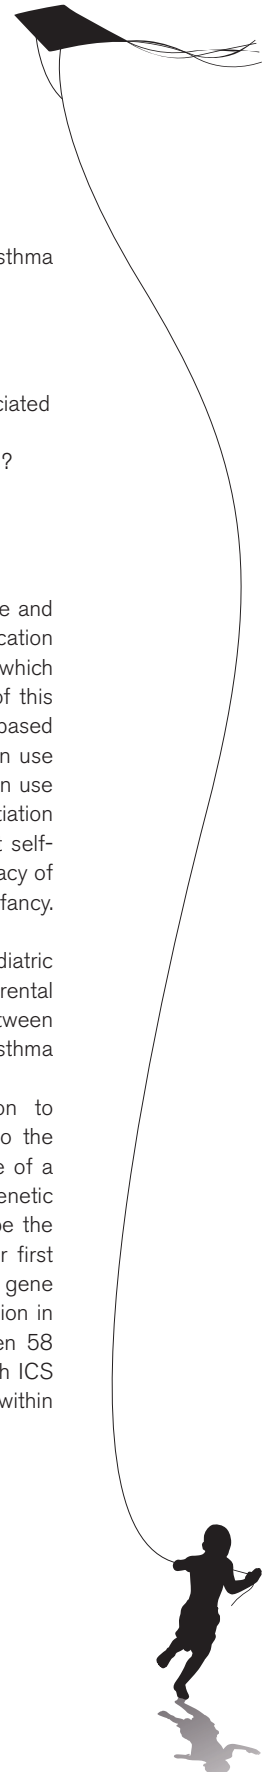 sthma
ciated
?
e and
cation
which
of this
based
n use
n use
tiation
t self-
acy of
fancy.
diatric
rental
tween
sthma
on to
o the
e of a
enetic
be the
r first
gene
ion in
en 58
h ICS
within